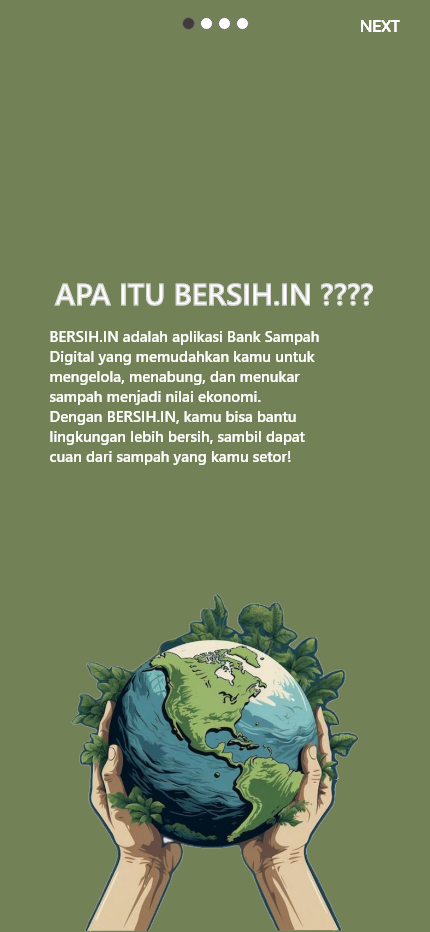 NEXT
APA ITU BERSIH.IN ????
BERSIH.IN adalah aplikasi Bank Sampah
Digital yang memudahkan kamu untuk
mengelola, menabung, dan menukar
sampah menjadi nilai ekonomi.
Dengan BERSIH.IN, kamu bisa bantu
lingkungan lebih bersih, sambil dapat
cuan dari sampah yang kamu setor!